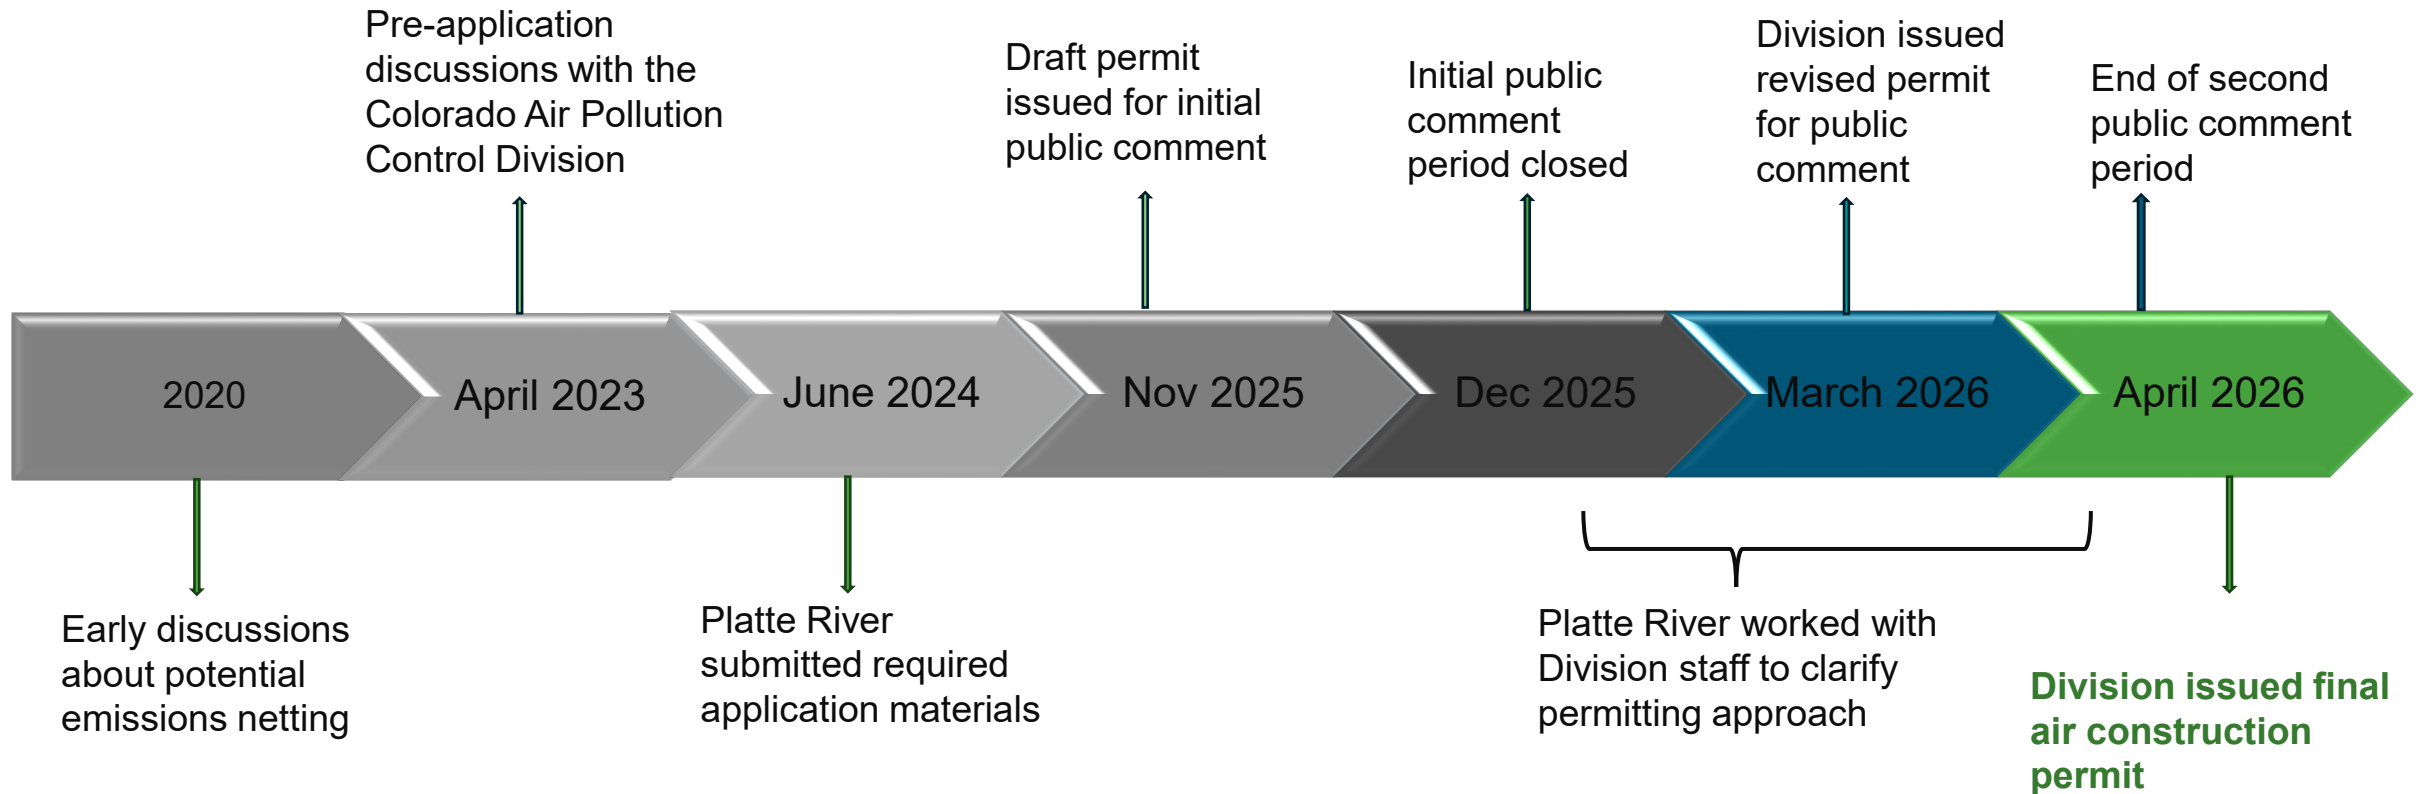 Pre-application
discussions with the
Colorado Air Pollution
Control Division
Draft permit
issued for initial
public comment
Initial public
comment
period closed
Division issued
revised permit
for public
comment
End of second
public comment
period
2020
April 2023
June 2024
Nov 2025
Dec 2025
March 2026
April 2026
Early discussions
about potential
emissions netting
Platte River
submitted required
application materials
Platte River worked with
Division staff to clarify
permitting approach
Division issued final
air construction
permit